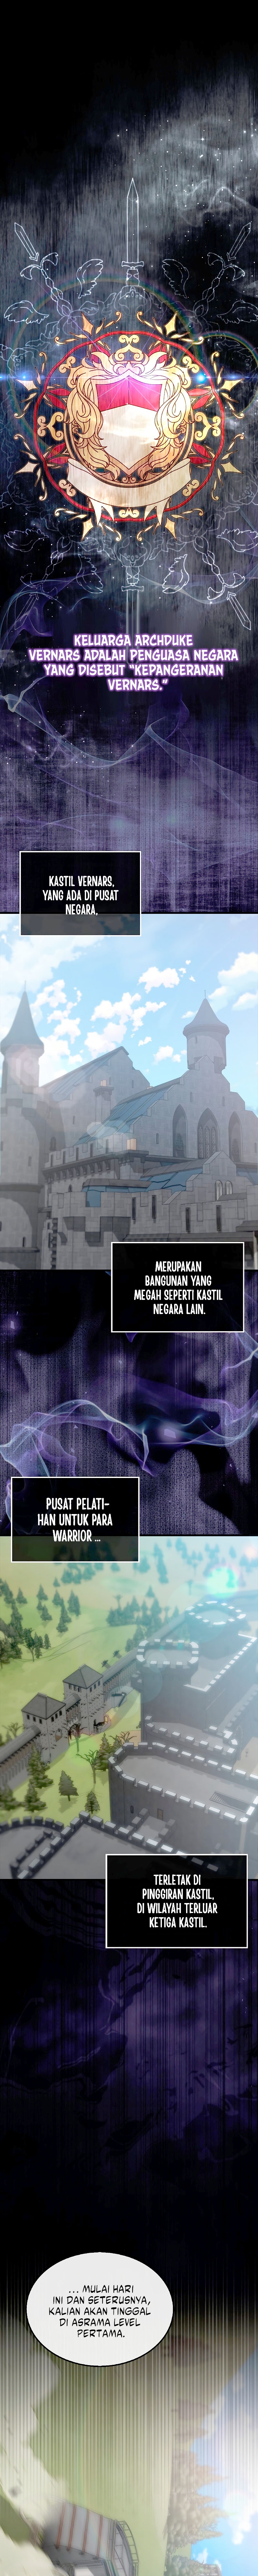 KELUARGA ARCHDUKE
VERNARS ADALAH PENGUASA NEGARA
YANG DISEBUT "KEPANGERANAN
VERNARS."
KASTIL VERNARS,
YANG ADA DI PUSAT
NEGARA,
MERUPAKAN
BANGUNAN YANG
MEGAH SEPERTI KASTIL
NEGARA LAIN.
PUSAT PELATI-
HAN UNTUK PARA
WARRIOR ...
TERLETAK DI
PINGGIRAN KASTIL,
DI WILAYAH TERLUAR
KETIGA KASTIL.
... MULAI HARI
INI DAN SETERUSNYA,
KALIAN AKAN TINGGAL
DI ASRAMA LEVEL
PERTAMA.